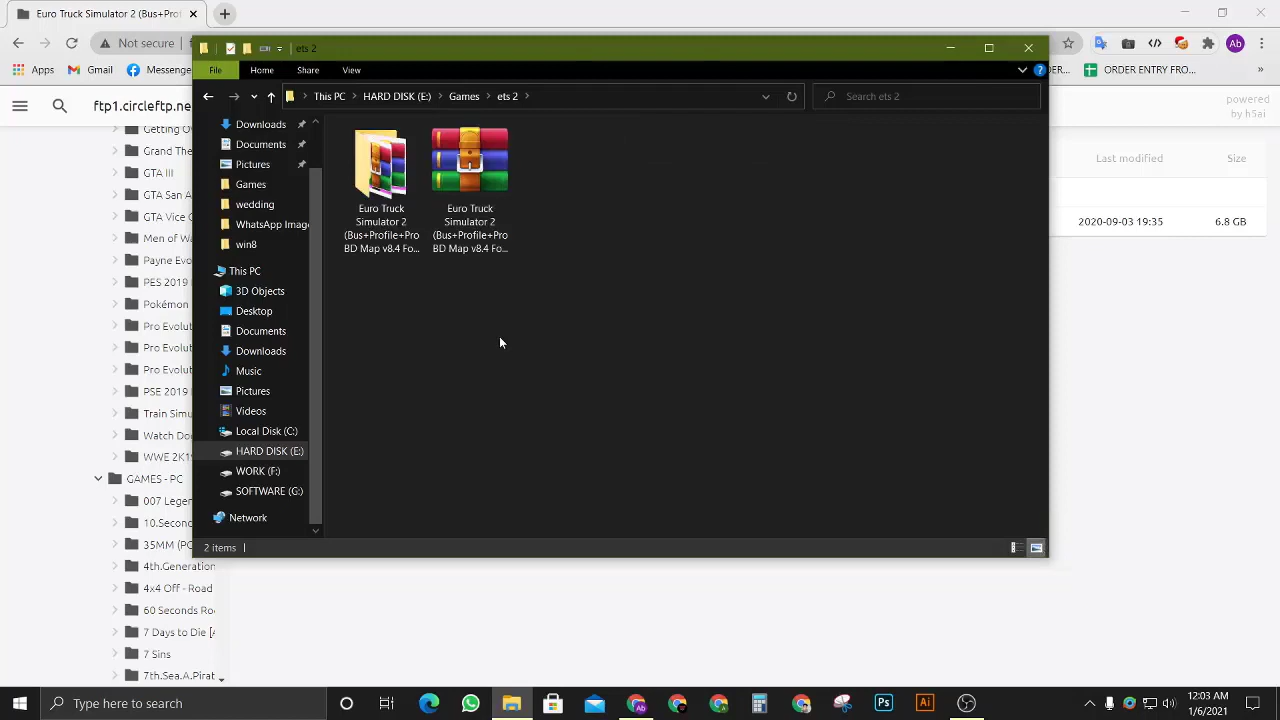 Euro Truck Simulator 2 (Bus+Prof
Not secure
ets 2
Apps
Gmail
Messenge
ORDER ENTRY FRO...
Ab
File
Home
Share
View
This PC
HARD DISK (E:)
Games
ets 2
Search ets 2
ftp1.circleftp.ne
powered
by h5ai
Last modified
Size
2020-09-03 19:35
6.8 GB
Getting Ov
Grand The
GTA III
GTA San A
GTA Vice C
Men of Wa
Payne Evo
PES 2019
Pokémon
Pro Evolut
Pro Evolut
Pro Evolut
PSE 2019
Train Simu
Watch Do
WWE 2K1
GAMES - PC
007 Legen
10.Second
35MM (PC
4th.Generation
4x4 Off - Road
60 Seconds Ro
7 Days to Die [
7 Sins
7th.Sea.A.Pirat
Downloads
Documents
Pictures
Games
wedding
WhatsApp Imag
win8
This PC
3D Objects
Desktop
Documents
Downloads
Music
Pictures
Videos
Local Disk (C:)
HARD DISK (E:)
WORK (F:)
SOFTWARE (G:)
Network
Euro Truck
Simulator 2
(Bus+Profile+Pro
BD Map v8.4 Fo...
Euro Truck
Simulator 2
(Bus+Profile+Pro
BD Map v8.4 Fo...
2 items
Type here to search
Ps
Ai
12:03 AM
1/6/2021